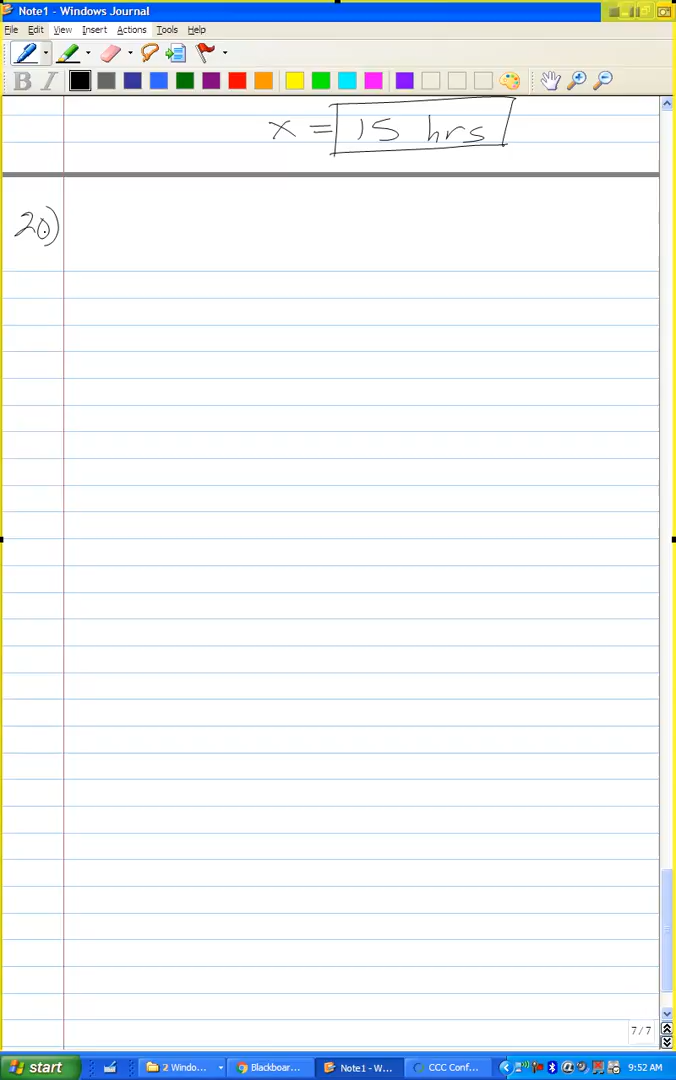 Note1 - Windows Journal
File Edit View Insert Actions Tools Help
B I
x = 15 hrs
20)
7 / 7
start 2 Windo... Blackboar... Note1 - W... CCC Conf... 9:52 AM